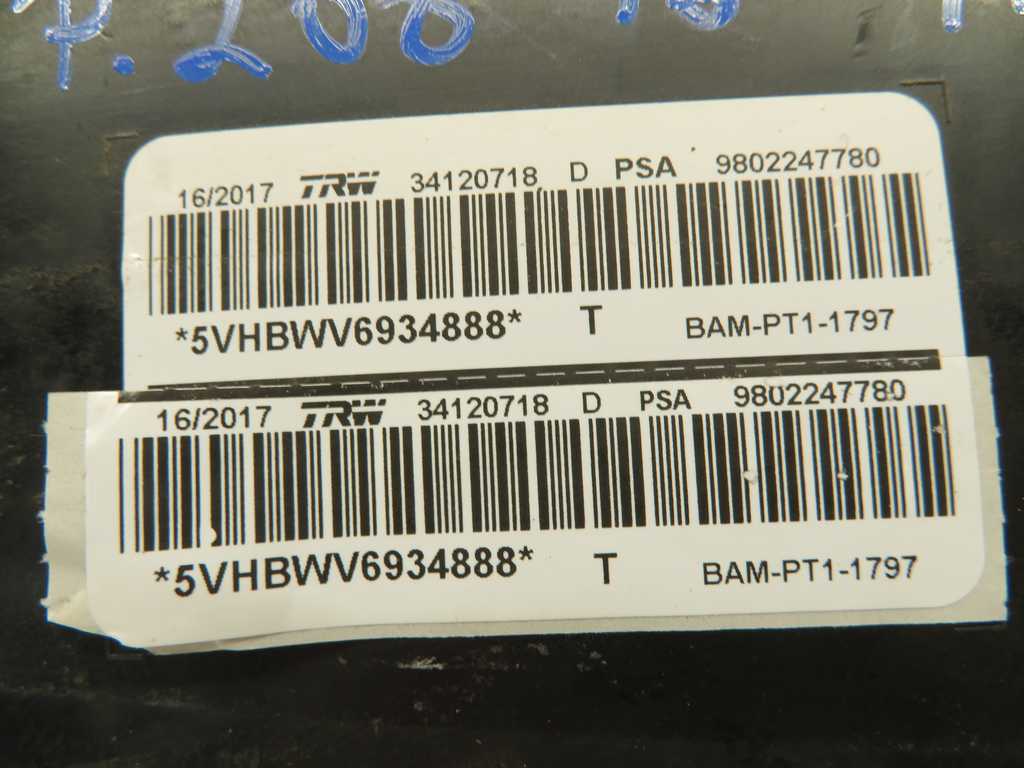 P. 208
16/2017 TRW 34120718 D PSA 9802247780
*5VHBWV6934888* T BAM-PT1-1797
16/2017 TRW 34120718 D PSA 9802247780
*5VHBWV6934888* T BAM-PT1-1797